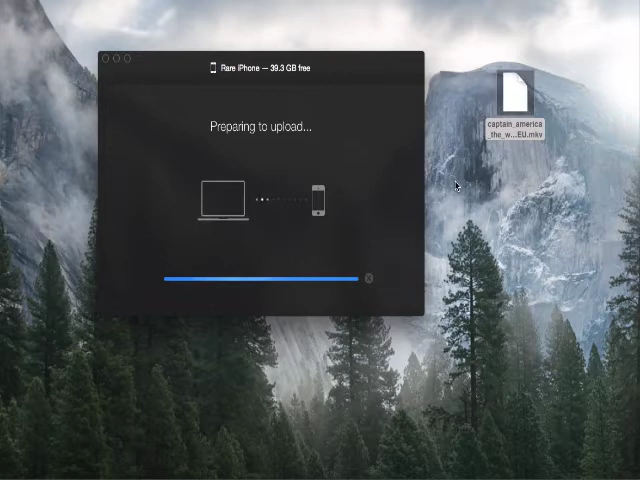 Rare iPhone — 39.3 GB free
Preparing to upload...
captain_america
_the_w...EU.mkv